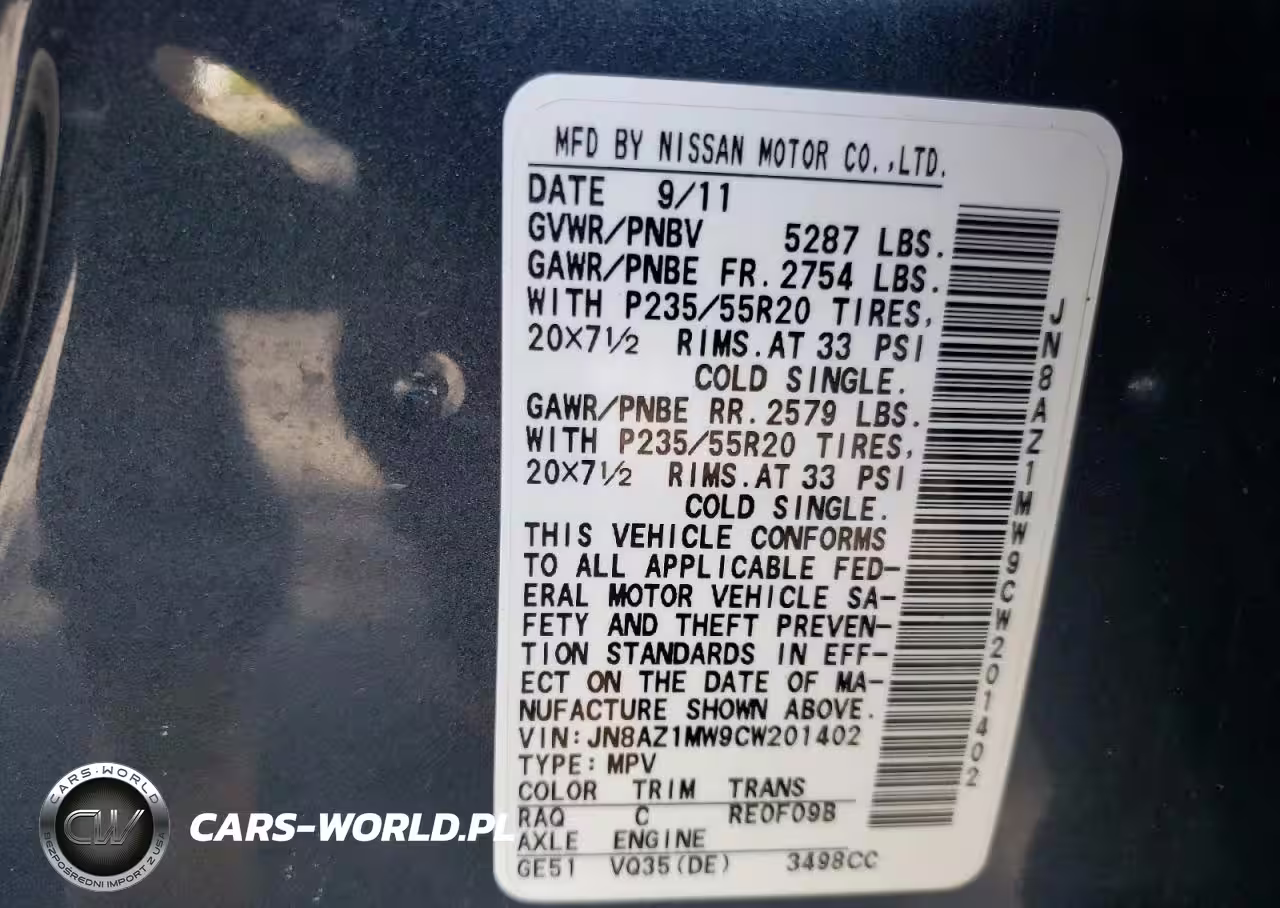 MFD BY NISSAN MOTOR CO.,LTD.
DATE 9/11
GVWR/PNBV 5287 LBS.
GAWR/PNBE FR. 2754 LBS.
WITH P235/55R20 TIRES,
20X7½ RIMS. AT 33 PSI
COLD SINGLE.
GAWR/PNBE RR. 2579 LBS.
WITH P235/55R20 TIRES,
20X7½ RIMS. AT 33 PSI
COLD SINGLE.
THIS VEHICLE CONFORMS
TO ALL APPLICABLE FED-
ERAL MOTOR VEHICLE SA-
FETY AND THEFT PREVEN-
TION STANDARDS IN EFF-
ECT ON THE DATE OF MA-
NUFACTURE SHOWN ABOVE.
VIN: JN8AZ1MW9CW201402
TYPE: MPV
COLOR TRIM TRANS
RAQ C RE0F09B
AXLE ENGINE
GE51 VQ35(DE) 3498CC
JN8AZ1MW9CW201402
CARS-WORLD
CW
BEZPOŚREDNI IMPORT Z USA
CARS-WORLD.PL